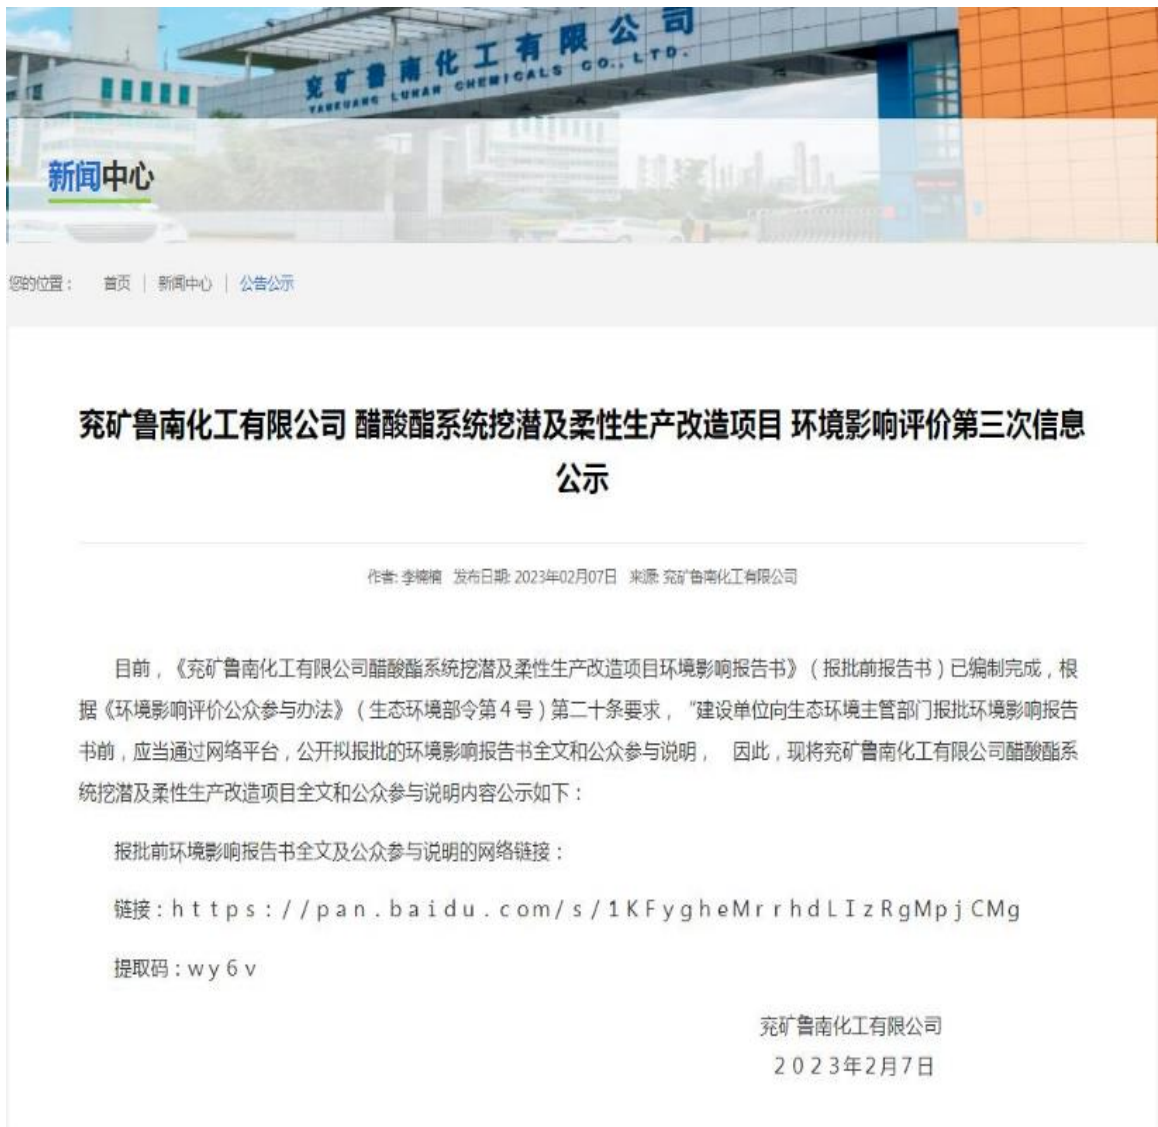 兖矿鲁南化工有限公司
YANKUANG LUNAN CHEMICALS CO., LTD.
新闻中心
您的位置： 首页 | 新闻中心 | 公告公示
兖矿鲁南化工有限公司 醋酸酯系统挖潜及柔性生产改造项目 环境影响评价第三次信息
公示
作者: 李楠楠 发布日期: 2023年02月07日 来源: 兖矿鲁南化工有限公司
目前，《兖矿鲁南化工有限公司醋酸酯系统挖潜及柔性生产改造项目环境影响报告书》（报批前报告书）已编制完成，根
据《环境影响评价公众参与办法》（生态环境部令第４号）第二十条要求，“建设单位向生态环境主管部门报批环境影响报告
书前，应当通过网络平台，公开拟报批的环境影响报告书全文和公众参与说明， 因此，现将兖矿鲁南化工有限公司醋酸酯系
统挖潜及柔性生产改造项目全文和公众参与说明内容公示如下：
报批前环境影响报告书全文及公众参与说明的网络链接：
链接：https://pan.baidu.com/s/1KFygheMrrhdLIzRgMpjCMg
提取码：wy6v
兖矿鲁南化工有限公司
2023年2月7日